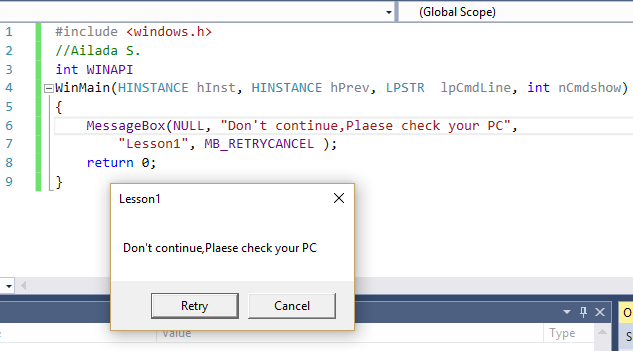 (Global Scope)
1 #include <windows.h>
2 //Ailada S.
3 int WINAPI
4 WinMain(HINSTANCE hInst, HINSTANCE hPrev, LPSTR lpCmdLine, int nCmdshow)
5 {
6 MessageBox(NULL, "Don't continue,Plaese check your PC",
7 "Lesson1", MB_RETRYCANCEL );
8 return 0;
9 }
Lesson1
Don't continue,Plaese check your PC
Retry Cancel
Value Type